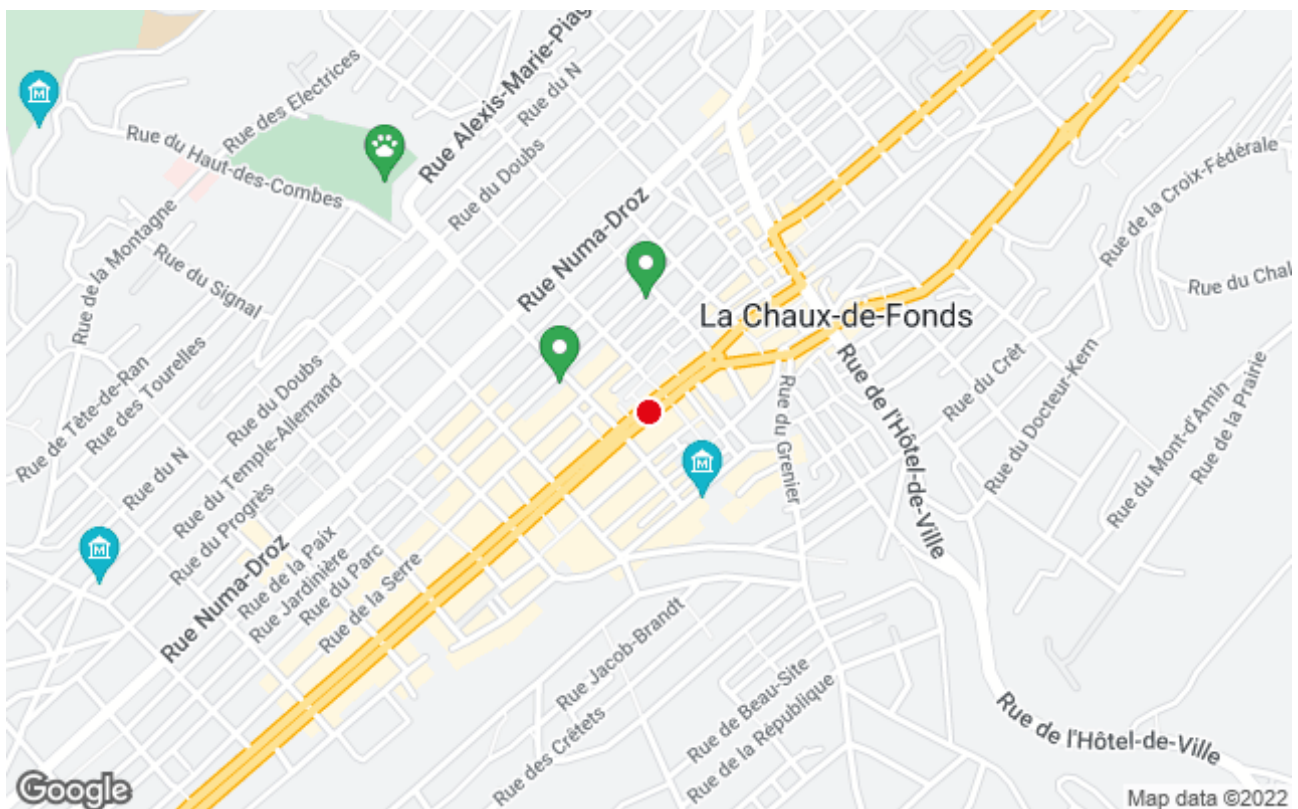 Rue Alexis-Marie-Piag
Rue du N
Rue des Electrices
Rue du Haut-des-Combes
Rue du Doubs
Rue de la Croix-Fédérale
Rue de la Montagne
Rue Numa-Droz
Rue du Signal
Rue du Chal
La Chaux-de-Fonds
Rue de Tête-de-Ran
Rue des Tourelles
Rue du Doubs
Rue du Temple-Allemand
Rue du N
Rue du Progrès
Rue de l'Hôtel-de-Ville
Rue du Grenier
Rue du Crêt
Rue du Docteur-Kern
Rue du Mont-d'Amin
Rue de la Prairie
Rue Numa-Droz
Rue de la Paix
Rue Jardinière
Rue du Parc
Rue de la Serre
Rue Jacob-Brandt
Rue des Crêtets
Rue de Beau-Site
Rue de la République
Rue de l'Hôtel-de-Ville
M
M
M
Google
Map data ©2022